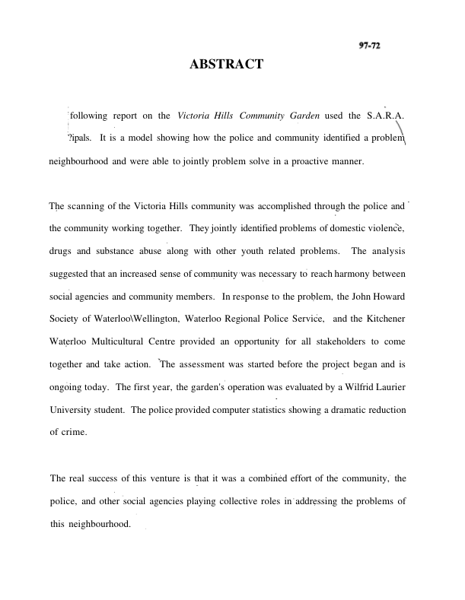 97-72
ABSTRACT
following report on the Victoria Hills Community Garden used the S.A.R.A.
?ipals. It is a model showing how the police and community identified a problem
neighbourhood and were able to jointly problem solve in a proactive manner.
The scanning of the Victoria Hills community was accomplished through the police and
the community working together. They jointly identified problems of domestic violence,
drugs and substance abuse along with other youth related problems. The analysis
suggested that an increased sense of community was necessary to reach harmony between
social agencies and community members. In response to the problem, the John Howard
Society of Waterloo\Wellington, Waterloo Regional Police Service, and the Kitchener
Waterloo Multicultural Centre provided an opportunity for all stakeholders to come
together and take action. The assessment was started before the project began and is
ongoing today. The first year, the garden's operation was evaluated by a Wilfrid Laurier
University student. The police provided computer statistics showing a dramatic reduction
of crime.
The real success of this venture is that it was a combined effort of the community, the
police, and other social agencies playing collective roles in addressing the problems of
this neighbourhood.